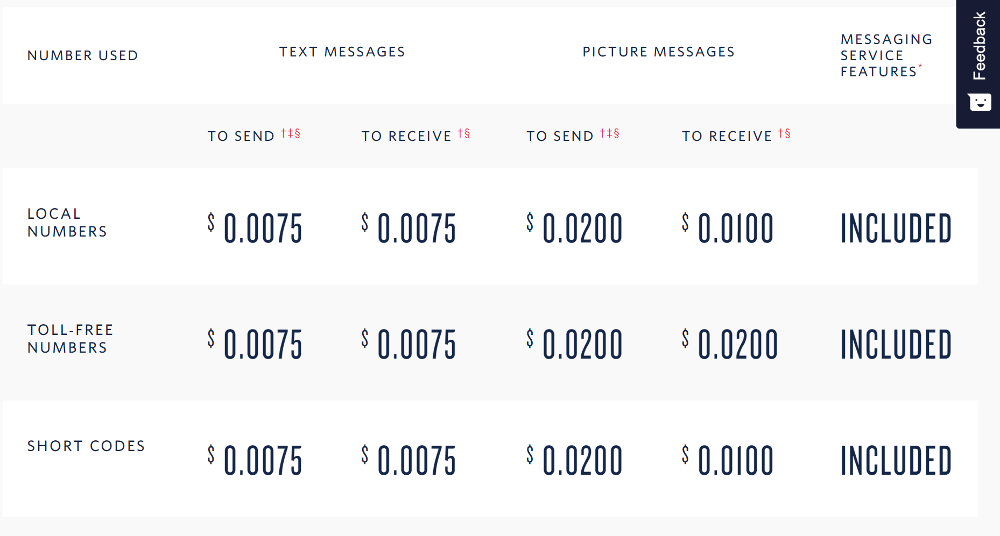 NUMBER USED
TEXT MESSAGES
PICTURE MESSAGES
MESSAGING
SERVICE
FEATURES*
Feedback
TO SEND †‡§
TO RECEIVE †§
TO SEND †‡§
TO RECEIVE †§
LOCAL
NUMBERS
$ 0.0075
$ 0.0075
$ 0.0200
$ 0.0100
INCLUDED
TOLL-FREE
NUMBERS
$ 0.0075
$ 0.0075
$ 0.0200
$ 0.0200
INCLUDED
SHORT CODES
$ 0.0075
$ 0.0075
$ 0.0200
$ 0.0100
INCLUDED